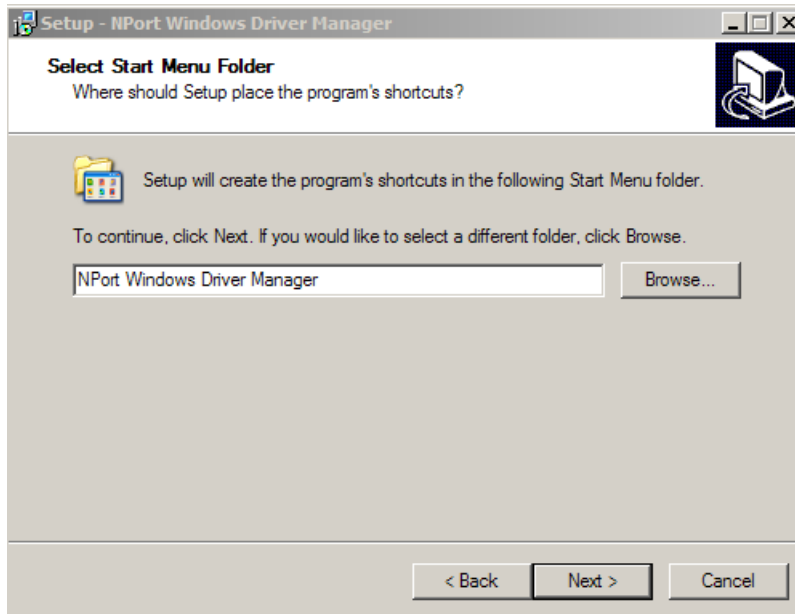 Setup - NPort Windows Driver Manager
Select Start Menu Folder
Where should Setup place the program's shortcuts?
Setup will create the program's shortcuts in the following Start Menu folder.
To continue, click Next. If you would like to select a different folder, click Browse.
NPort Windows Driver Manager
Browse...
< Back
Next >
Cancel